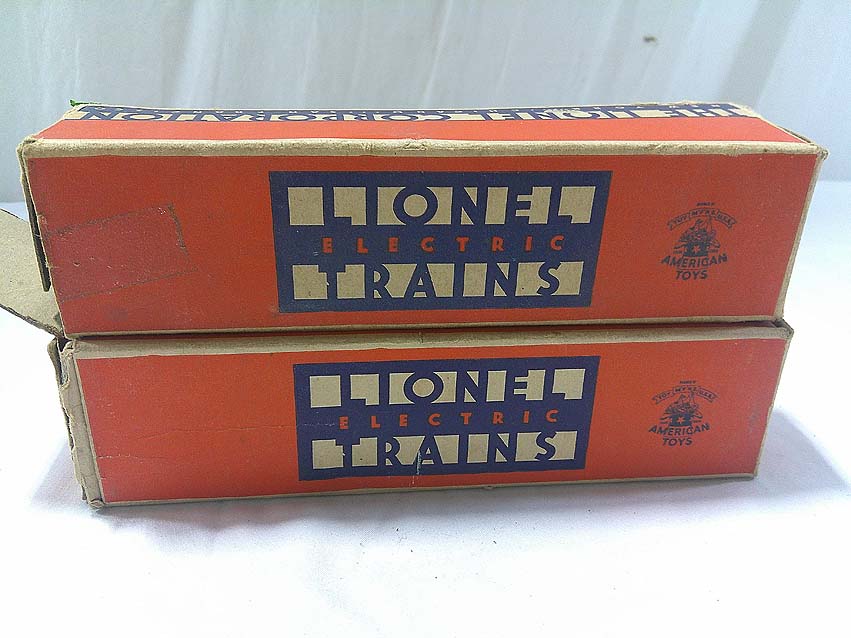 THE LIONEL CORPORATION
LIONEL
ELECTRIC
TRAINS
AMERICAN
TOYS
LIONEL
ELECTRIC
TRAINS
AMERICAN
TOYS